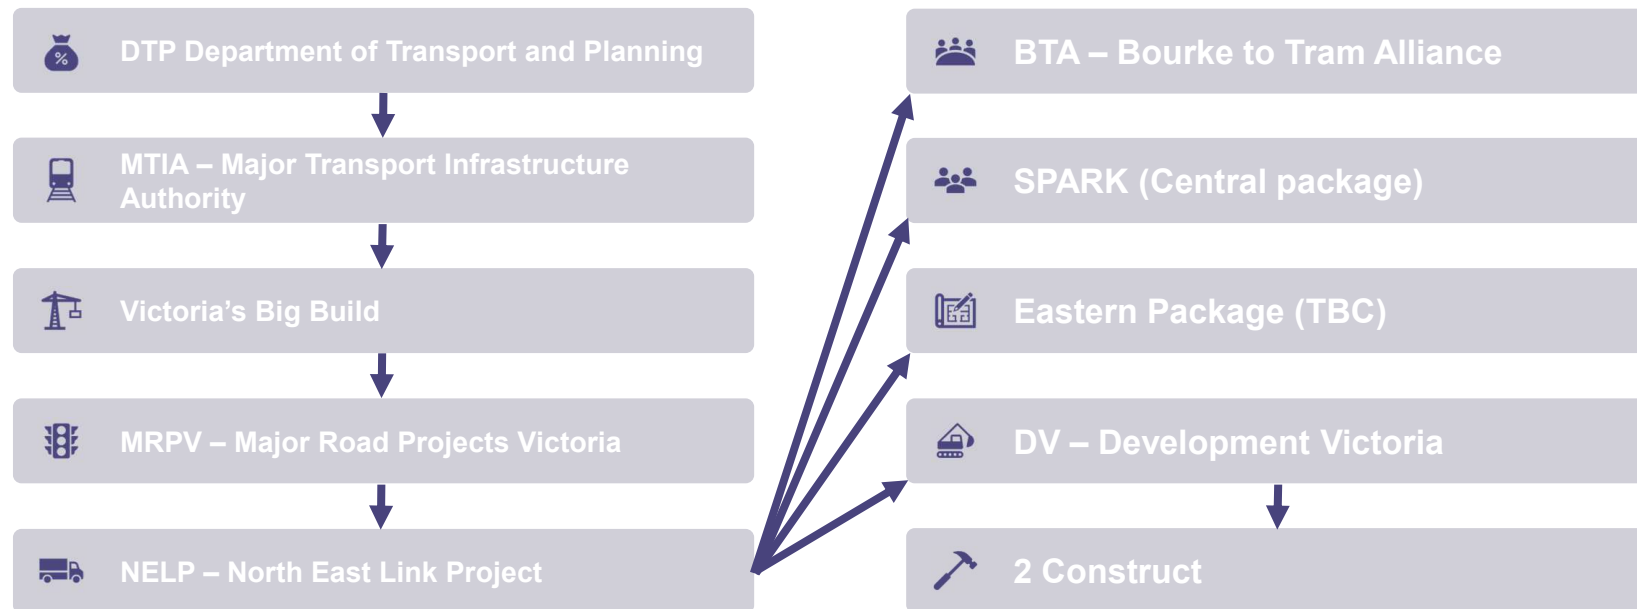 DTP Department of Transport and Planning
MTIA – Major Transport Infrastructure
Authority
Victoria’s Big Build
MRPV – Major Road Projects Victoria
NELP – North East Link Project
BTA – Bourke to Tram Alliance
SPARK (Central package)
Eastern Package (TBC)
DV – Development Victoria
2 Construct